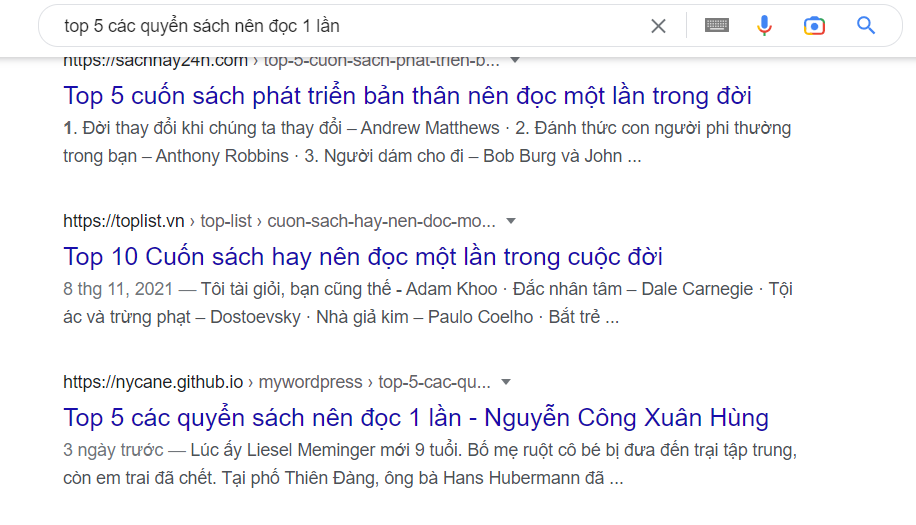 top 5 các quyển sách nên đọc 1 lần
https://sachhay24h.com › top-5-cuon-sach-phat-trien-b...
Top 5 cuốn sách phát triển bản thân nên đọc một lần trong đời
1. Đời thay đổi khi chúng ta thay đổi – Andrew Matthews · 2. Đánh thức con người phi thường
trong bạn – Anthony Robbins · 3. Người dám cho đi – Bob Burg và John ...
https://toplist.vn › top-list › cuon-sach-hay-nen-doc-mo...
Top 10 Cuốn sách hay nên đọc một lần trong cuộc đời
8 thg 11, 2021 — Tôi tài giỏi, bạn cũng thế - Adam Khoo · Đắc nhân tâm – Dale Carnegie · Tội
ác và trừng phạt – Dostoevsky · Nhà giả kim – Paulo Coelho · Bắt trẻ ...
https://nycane.github.io › mywordpress › top-5-cac-qu...
Top 5 các quyển sách nên đọc 1 lần - Nguyễn Công Xuân Hùng
3 ngày trước — Lúc ấy Liesel Meminger mới 9 tuổi. Bố mẹ ruột cô bé bị đưa đến trại tập trung,
còn em trai đã chết. Tại phố Thiên Đàng, ông bà Hans Hubermann đã ...